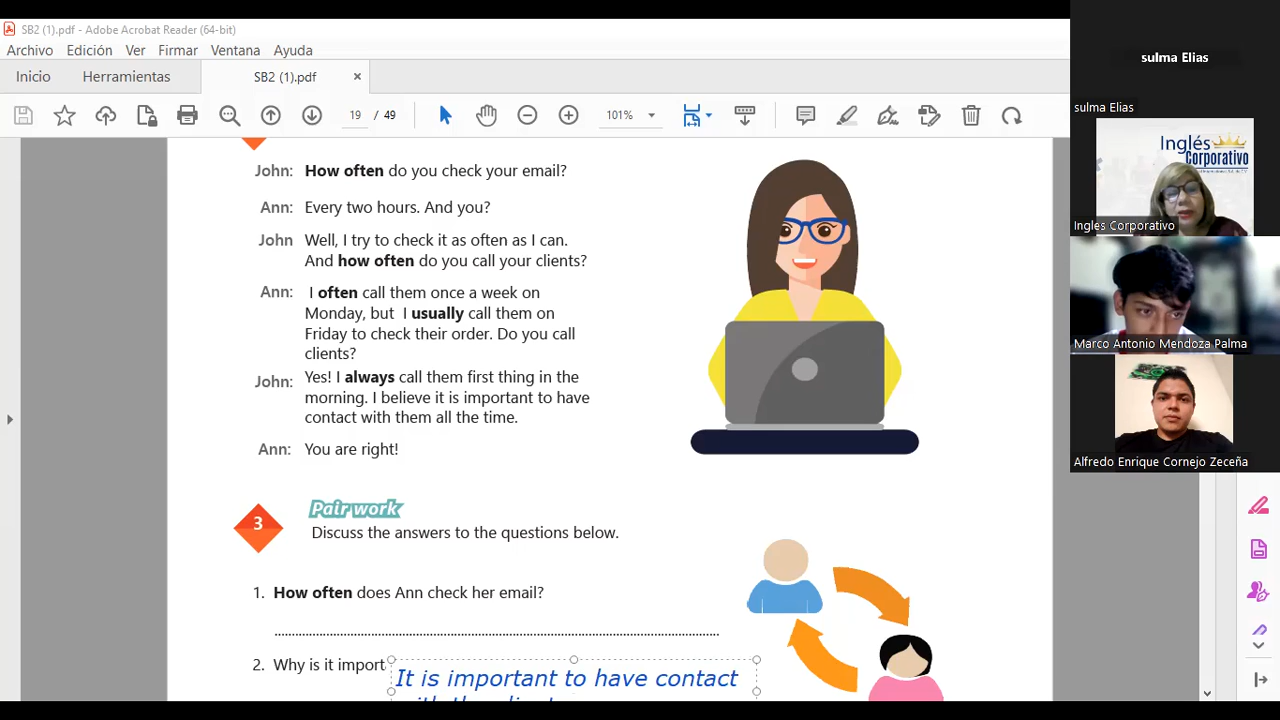 SB2 (1).pdf - Adobe Acrobat Reader (64-bit)
Archivo Edición Ver Firmar Ventana Ayuda
Inicio Herramientas SB2 (1).pdf ×
19 / 49 101%
John: How often do you check your email?
Ann: Every two hours. And you?
John Well, I try to check it as often as I can.
And how often do you call your clients?
Ann: I often call them once a week on
Monday, but I usually call them on
Friday to check their order. Do you call
clients?
John: Yes! I always call them first thing in the
morning. I believe it is important to have
contact with them all the time.
Ann: You are right!
3 Pair work
Discuss the answers to the questions below.
1. How often does Ann check her email?
2. Why is it import
It is important to have contact
sulma Elias
sulma Elias
Inglés
Corporativo
Ingles Corporativo
Marco Antonio Mendoza Palma
Alfredo Enrique Cornejo Zeceña